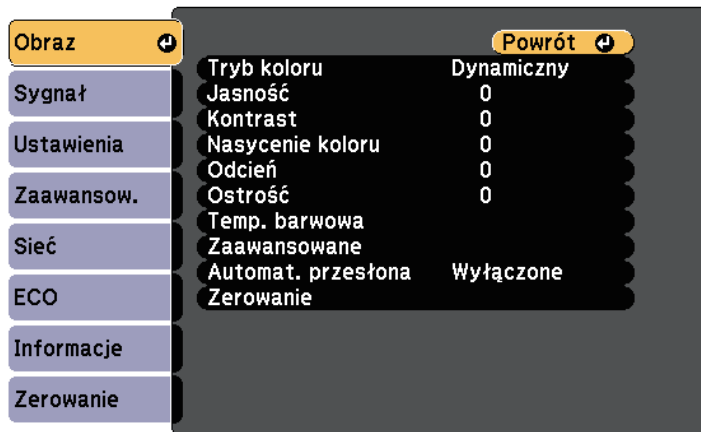 Obraz
Sygnał
Ustawienia
Zaawansow.
Sieć
ECO
Informacje
Zerowanie
Powrót
Tryb koloru Dynamiczny
Jasność 0
Kontrast 0
Nasycenie koloru 0
Odcień 0
Ostrość 0
Temp. barwowa
Zaawansowane
Automat. przesłona Wyłączone
Zerowanie